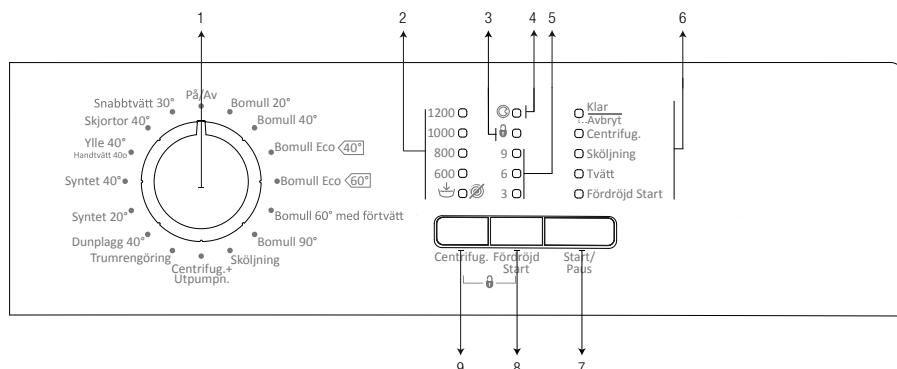 1
2
3
4
5
6
På/Av
Bomull 20°
Bomull 40°
Bomull Eco 40°
Bomull Eco 60°
Bomull 60° med förtvätt
Bomull 90°
Sköljning
Centrifug.+
Utpumpn.
Trumrengöring
Dunplagg 40°
Syntet 20°
Syntet 40°
Ylle 40°
Handtvätt 40o
Skjortor 40°
Snabbtvätt 30°
1200
1000
800
600
9
6
3
Klar
Avbryt
Centrifug.
Sköljning
Tvätt
Fördröjd Start
Centrifug.
Fördröjd
Start
Start/
Paus
9
8
7